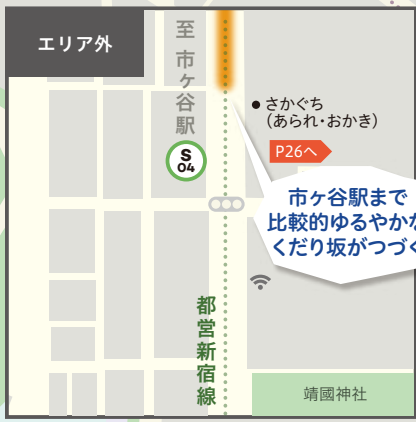 エリア外
至 市ヶ谷駅
S
04
さかぐち
(あられ・おかき)
P26へ
市ヶ谷駅まで
比較的ゆるやかな
くだり坂がつづく
都営新宿線
靖國神社